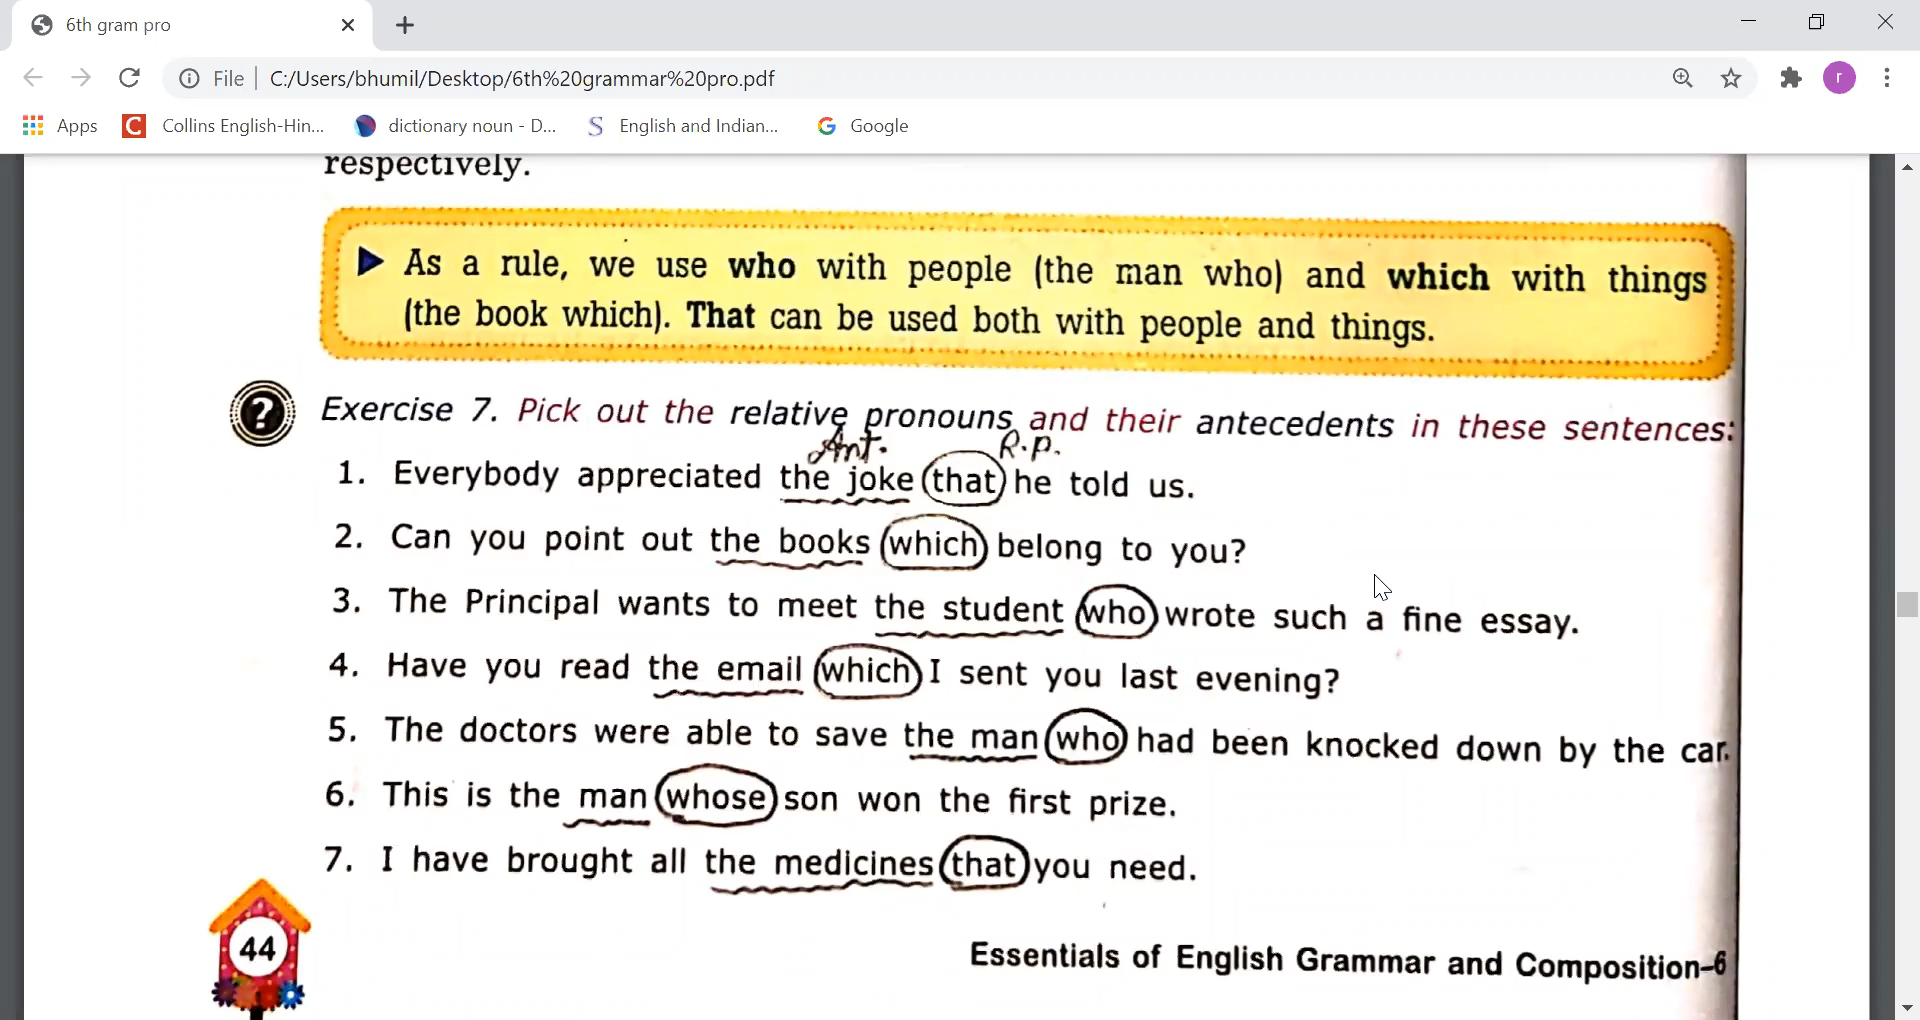 6th gram pro
File C:/Users/bhumil/Desktop/6th%20grammar%20pro.pdf
r
Apps Collins English-Hin... dictionary noun - D... English and Indian... Google
respectively.
As a rule, we use who with people (the man who) and which with things
(the book which). That can be used both with people and things.
Exercise 7. Pick out the relative pronouns and their antecedents in these sentences:
Ant. R.P.
1. Everybody appreciated the joke that he told us.
2. Can you point out the books which belong to you?
3. The Principal wants to meet the student who wrote such a fine essay.
4. Have you read the email which I sent you last evening?
5. The doctors were able to save the man who had been knocked down by the car.
6. This is the man whose son won the first prize.
7. I have brought all the medicines that you need.
44
Essentials of English Grammar and Composition-6